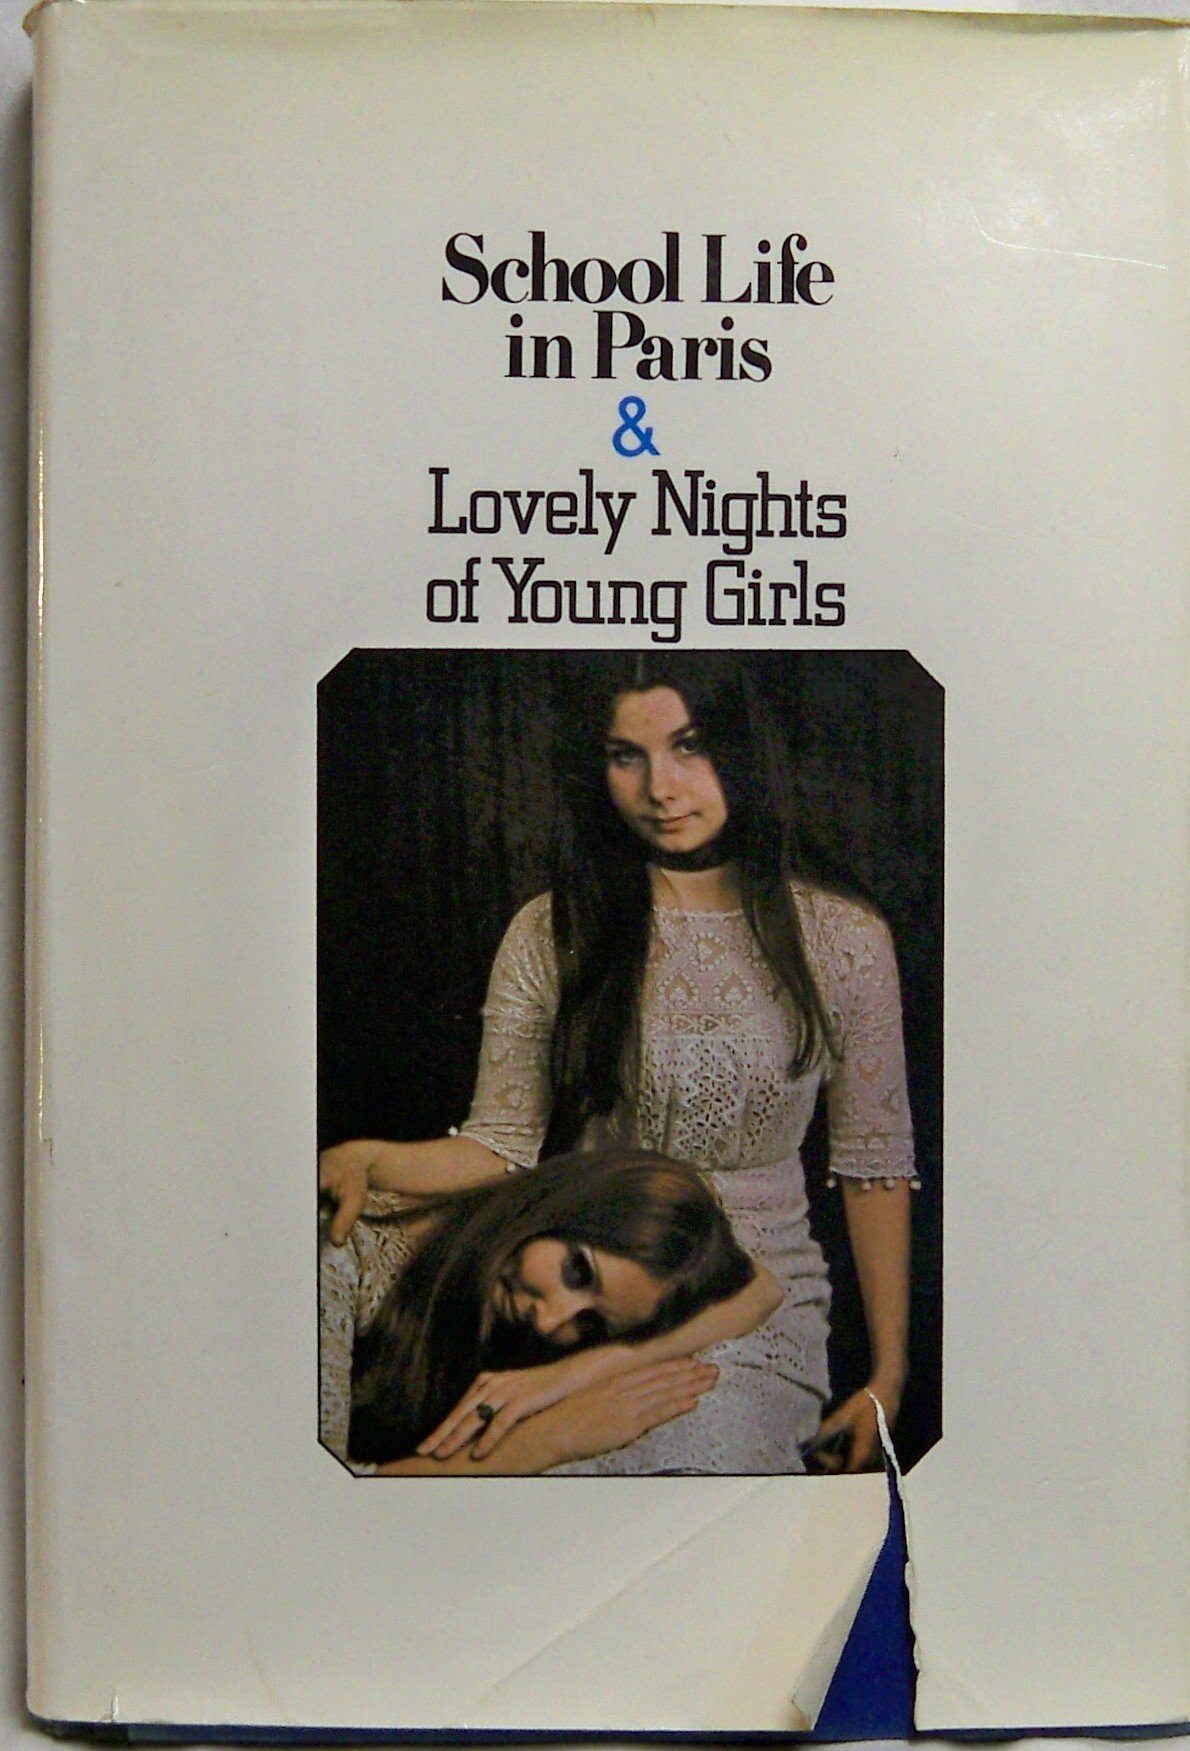 School Life
in Paris
&
Lovely Nights
of Young Girls